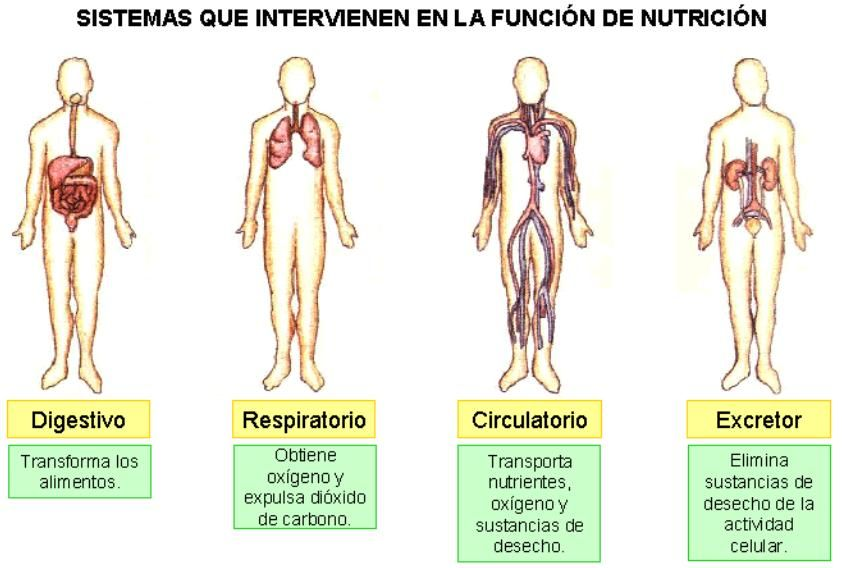 SISTEMAS QUE INTERVIENEN EN LA FUNCIÓN DE NUTRICIÓN
Digestivo
Transforma los
alimentos.
Respiratorio
Obtiene
oxígeno y
expulsa dióxido
de carbono.
Circulatorio
Transporta
nutrientes,
oxígeno y
sustancias de
desecho.
Excretor
Elimina
sustancias de
desecho de la
actividad
celular.